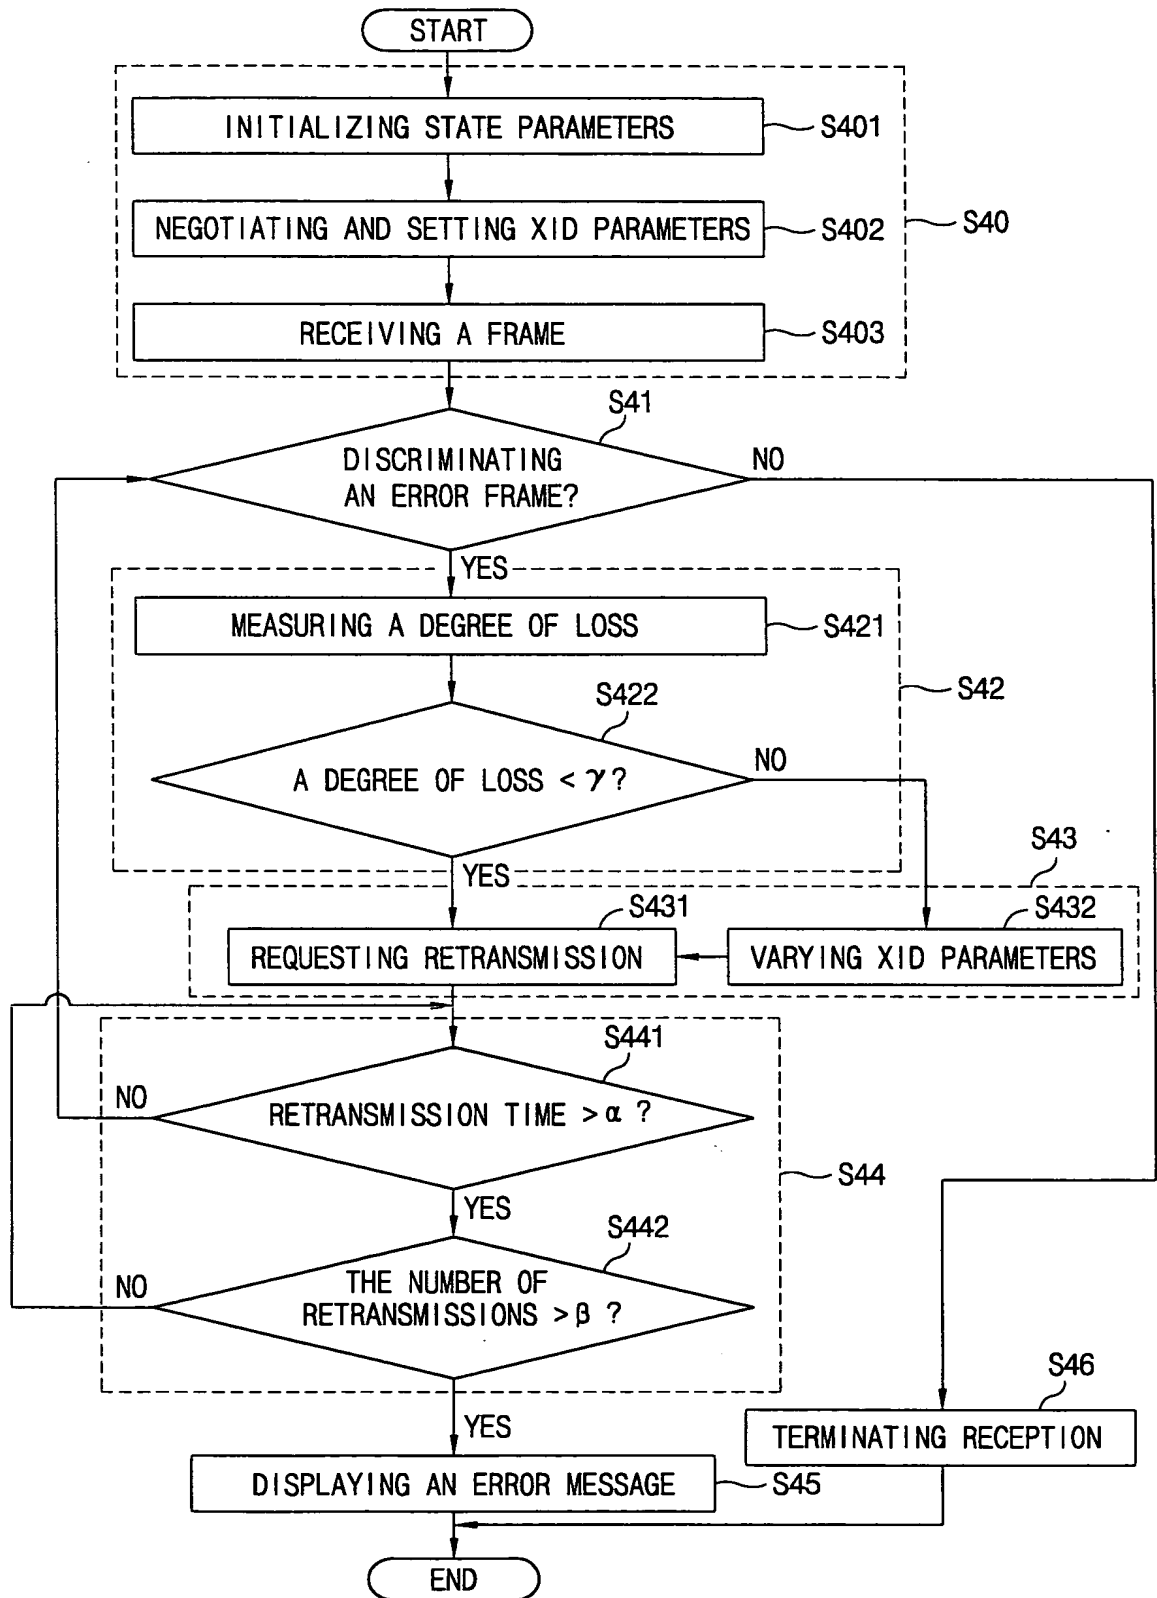 START
INITIALIZING STATE PARAMETERS
S401
NEGOTIATING AND SETTING XID PARAMETERS
S402
S40
RECEIVING A FRAME
S403
S41
DISCRIMINATING
AN ERROR FRAME?
NO
YES
MEASURING A DEGREE OF LOSS
S421
S42
S422
A DEGREE OF LOSS < γ?
NO
YES
S43
S431
S432
REQUESTING RETRANSMISSION
VARYING XID PARAMETERS
S441
NO
RETRANSMISSION TIME > α ?
S44
YES
S442
NO
THE NUMBER OF
RETRANSMISSIONS > β ?
YES
S46
TERMINATING RECEPTION
DISPLAYING AN ERROR MESSAGE
S45
END